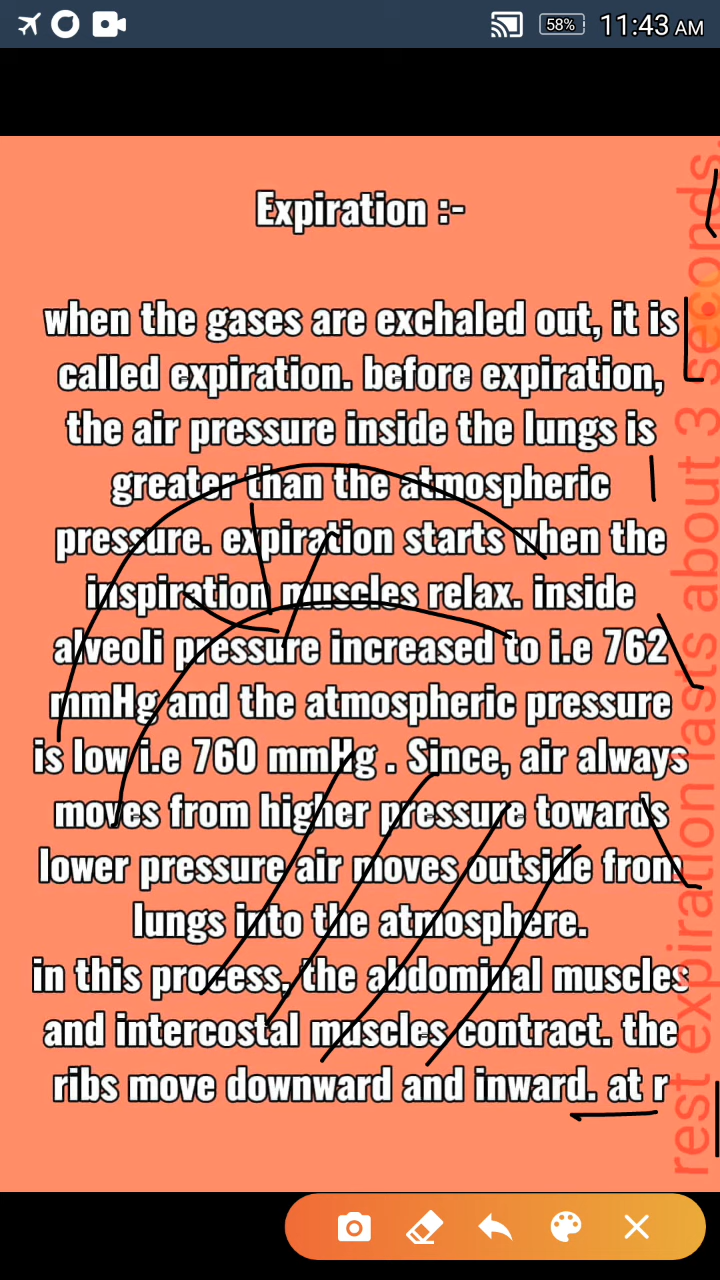 58%
11:43 AM
Expiration :-
when the gases are exchaled out, it is
called expiration. before expiration,
the air pressure inside the lungs is
greater than the atmospheric
pressure. expiration starts when the
inspiration muscles relax. inside
alveoli pressure increased to i.e 762
mmHg and the atmospheric pressure
is low i.e 760 mmHg . Since, air always
moves from higher pressure towards
lower pressure air moves outside from
lungs into the atmosphere.
in this process, the abdominal muscles
and intercostal muscles contract. the
ribs move downward and inward. at r
rest expiration lasts about 3 seconds.